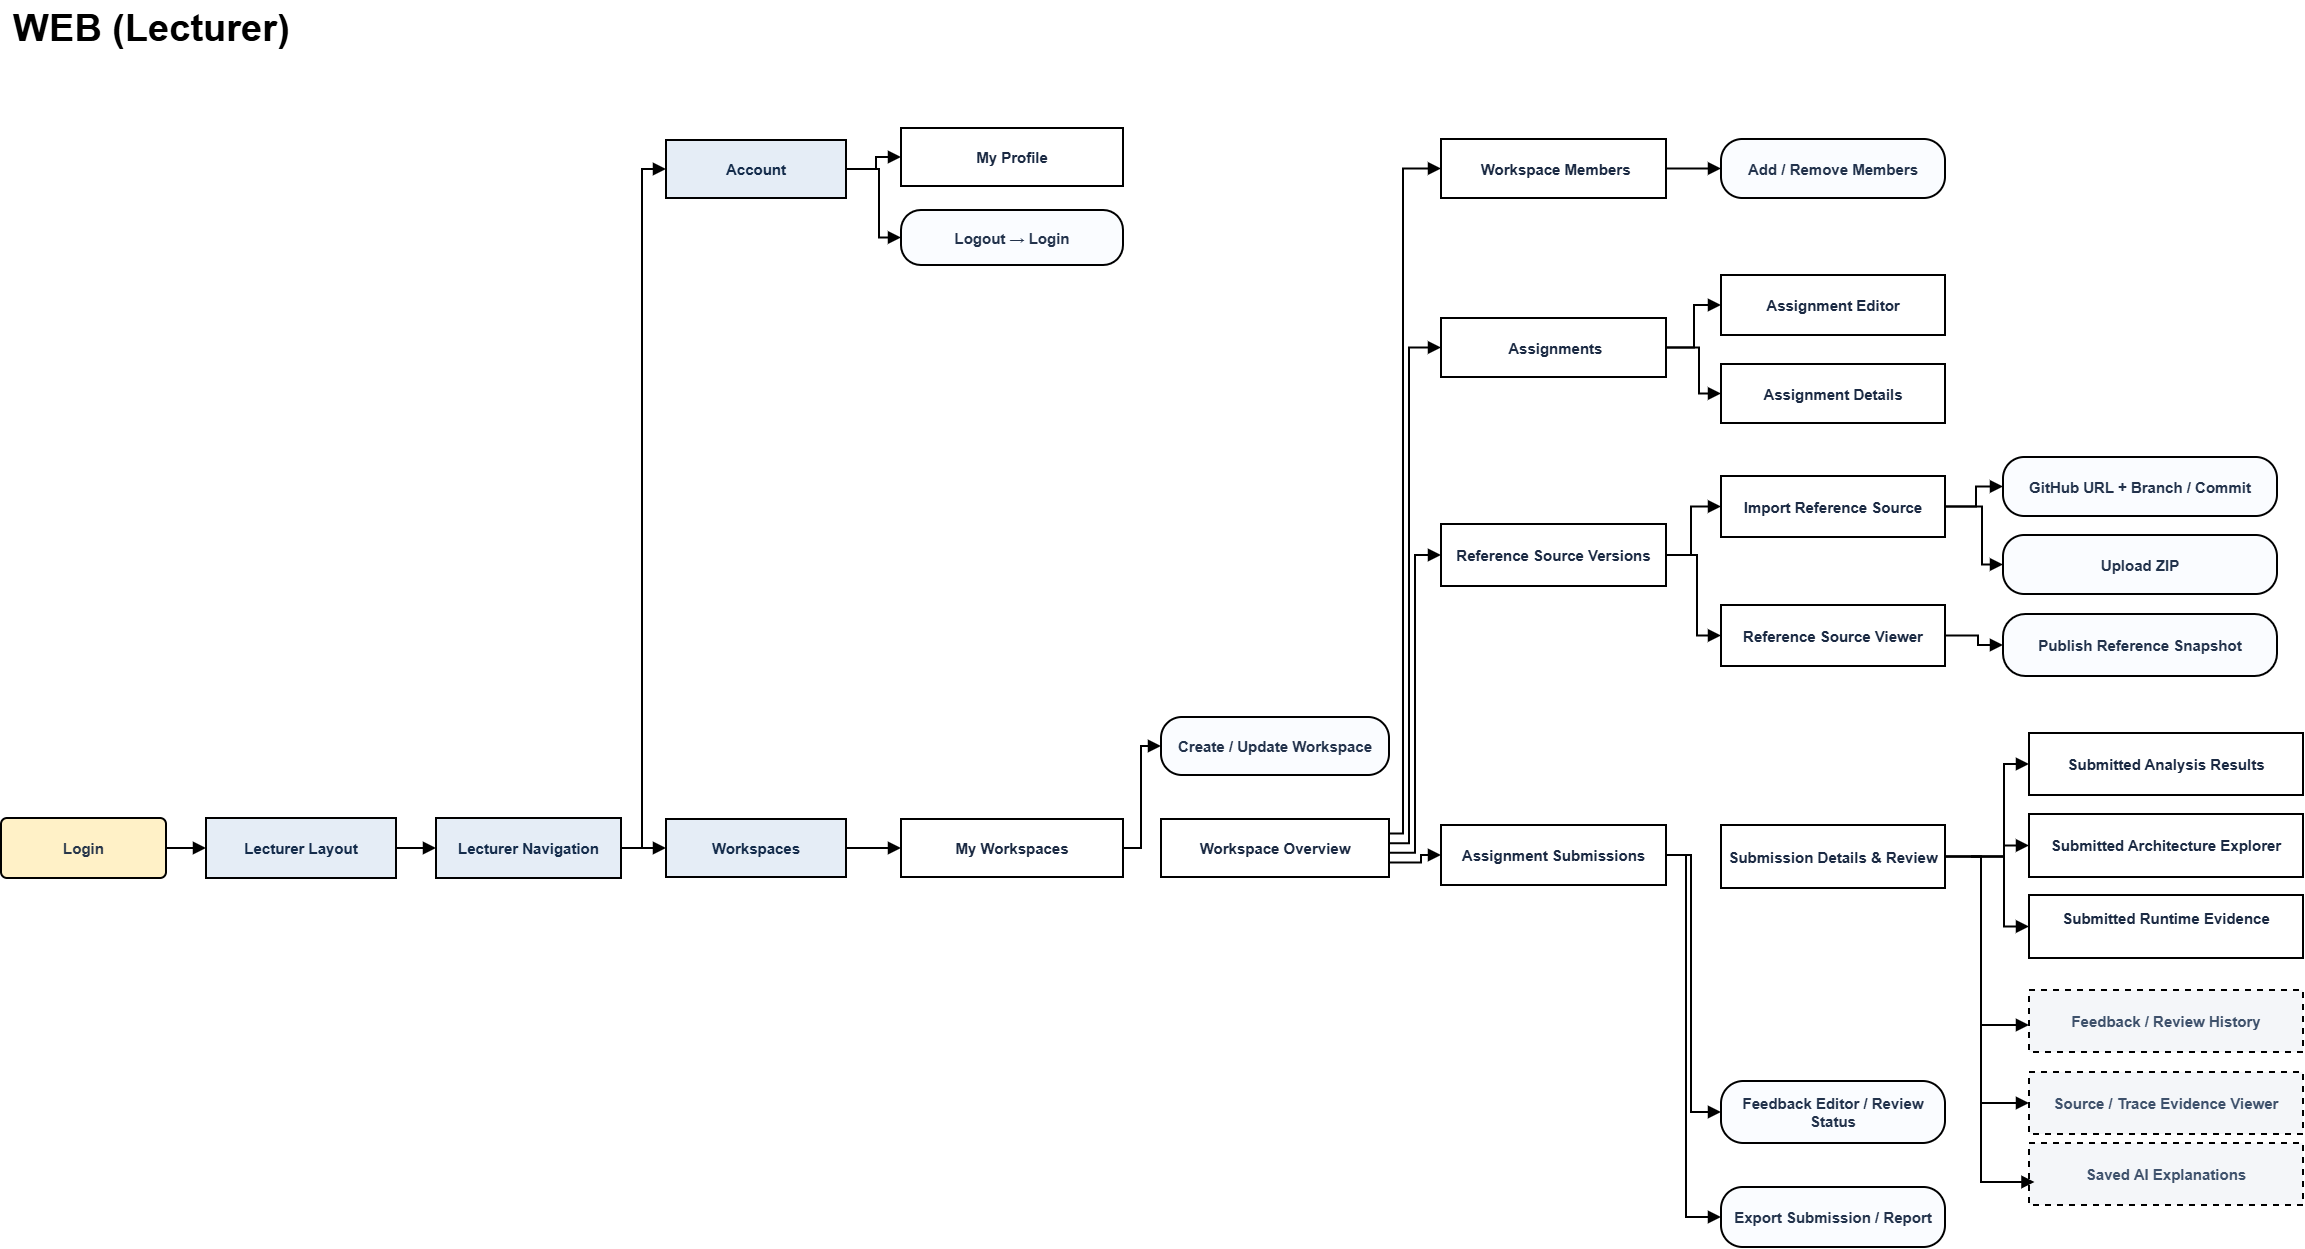 WEB (Lecturer)
Account
My Profile
Logout → Login
Workspace Members
Add / Remove Members
Assignments
Assignment Editor
Assignment Details
Reference Source Versions
Import Reference Source
GitHub URL + Branch / Commit
Upload ZIP
Reference Source Viewer
Publish Reference Snapshot
Create / Update Workspace
Login
Lecturer Layout
Lecturer Navigation
Workspaces
My Workspaces
Workspace Overview
Assignment Submissions
Submission Details & Review
Submitted Analysis Results
Submitted Architecture Explorer
Submitted Runtime Evidence
Feedback / Review History
Source / Trace Evidence Viewer
Saved AI Explanations
Feedback Editor / Review
Status
Export Submission / Report